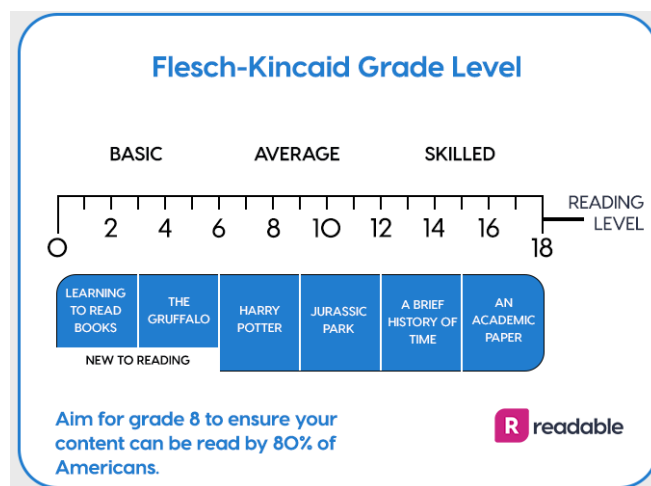 Flesch-Kincaid Grade Level
BASIC AVERAGE SKILLED
READING
LEVEL
2 4 6 8 10 12 14 16
0 18
LEARNING
TO READ
BOOKS
THE
GRUFFALO
HARRY
POTTER
JURASSIC
PARK
A BRIEF
HISTORY OF
TIME
AN
ACADEMIC
PAPER
NEW TO READING
Aim for grade 8 to ensure your
content can be read by 80% of
Americans.
R readable